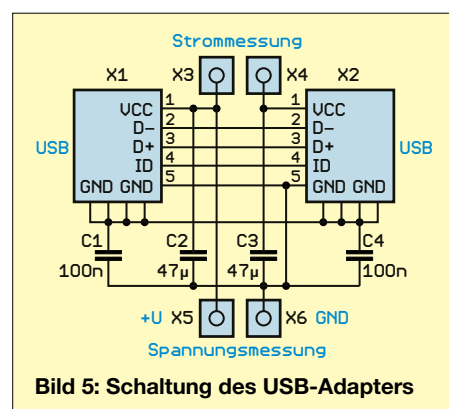 Strommessung
X1 X3 X4 X2
VCC 1 1 VCC
D- 2 2 D-
D+ 3 3 D+
USB ID 4 4 ID USB
GND GND 5 5 GND GND
C1 C2 C3 C4
100n 47µ 47µ 100n
+U X5 X6 GND
Spannungsmessung
Bild 5: Schaltung des USB-Adapters